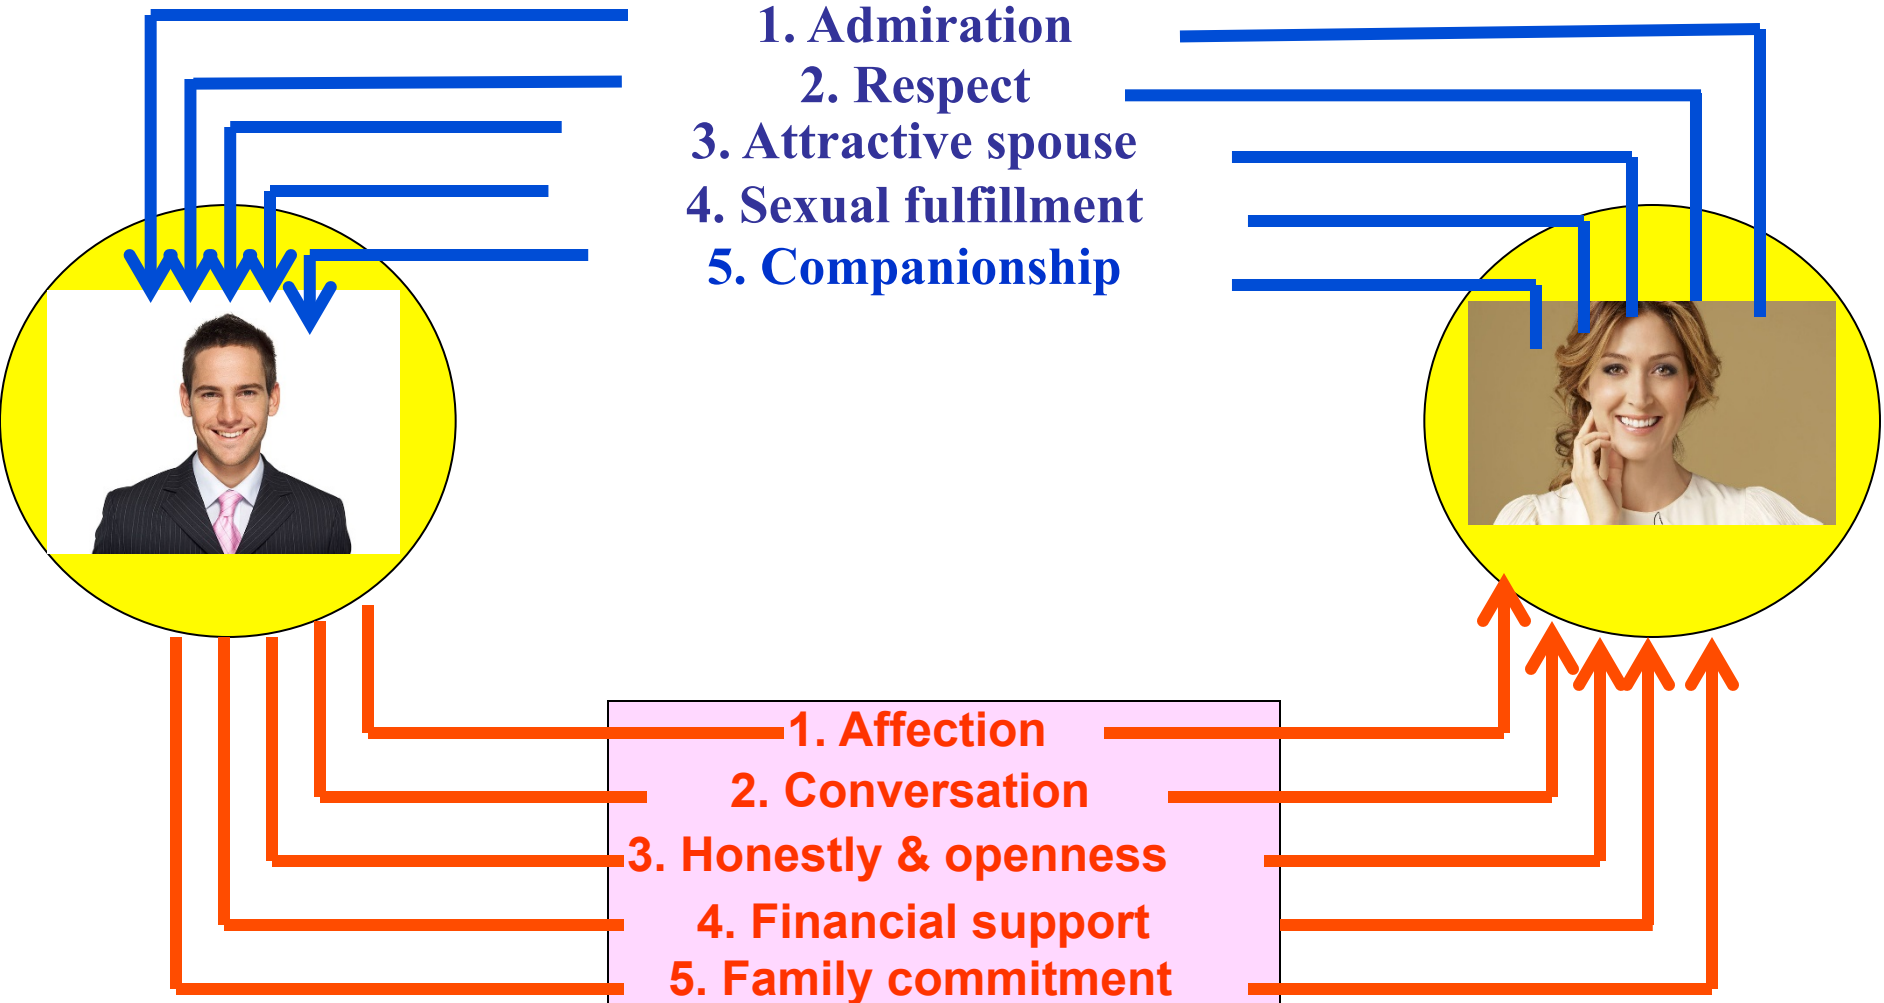 1. Admiration
2. Respect
3. Attractive spouse
4. Sexual fulfillment
5. Companionship
1. Affection
2. Conversation
3. Honestly & openness
4. Financial support
5. Family commitment